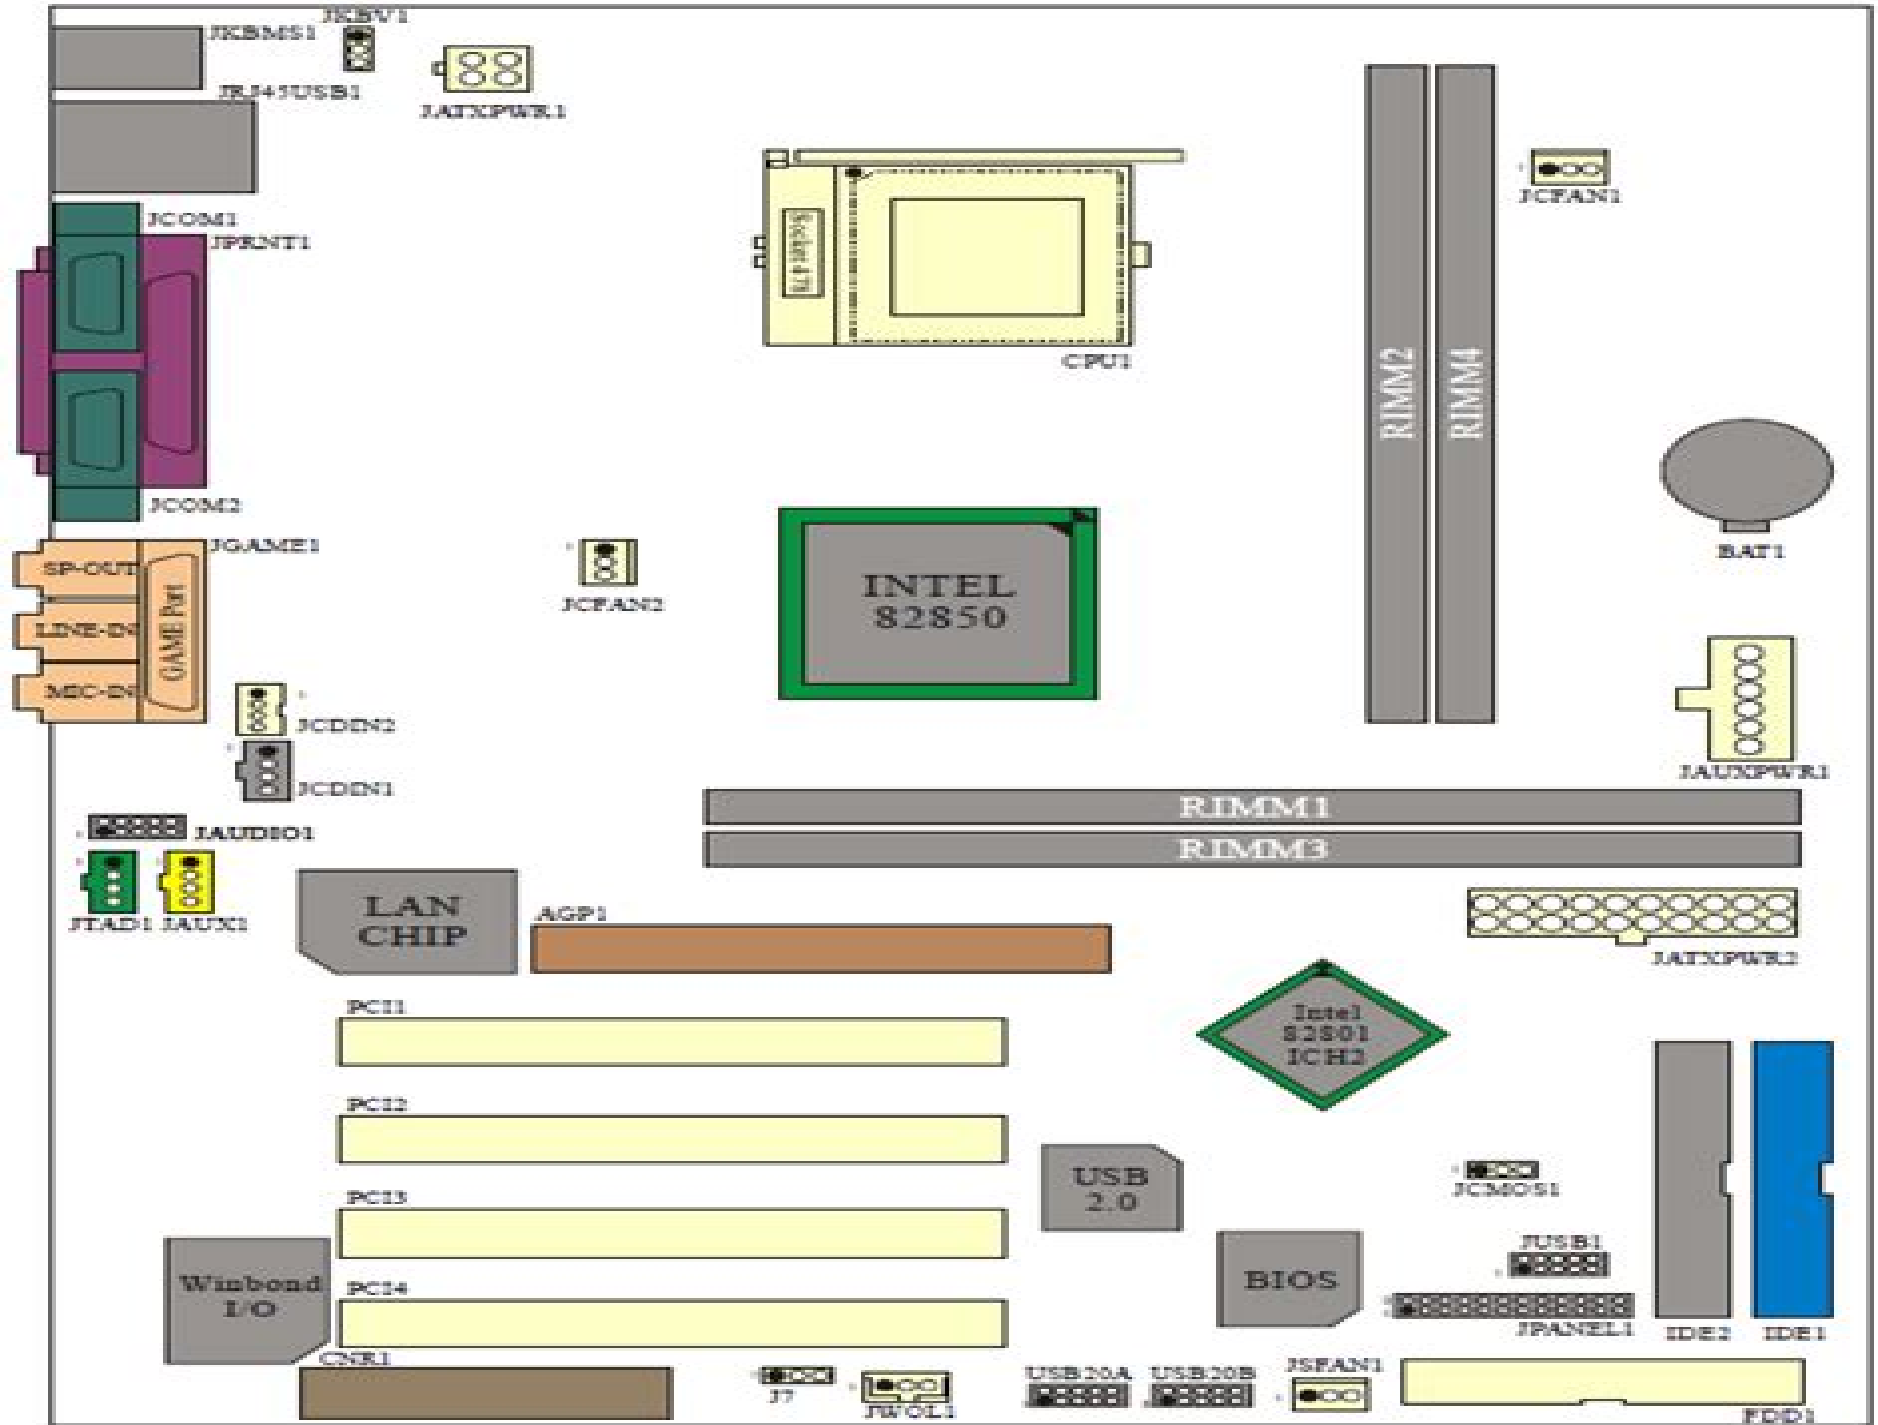 JKBV1
JKBMS1
JRJ45USB1
JATXPWR1
JCFAN1
JCOM1
JPRNT1
Socket 478
CPU1
RIMM2
RIMM4
JCOM2
BAT1
JGAME1
SP-OUT
LINE-IN
MIC-IN
GAME Port
JCFAN2
INTEL
82850
JCDIN2
JCDIN1
JAUXPWR1
RIMM1
RIMM3
JAUDIO1
JTAD1
JAUX1
LAN
CHIP
AGP1
JATXPWR2
PCI1
Intel
82801
ICH2
PCI2
USB
2.0
JCMOS1
PCI3
JUSB1
Winbond
I/O
BIOS
PCI4
JPANEL1
IDE2
IDE1
CNR1
J7
JWOL1
USB20A
USB20B
JSFAN1
FDD1